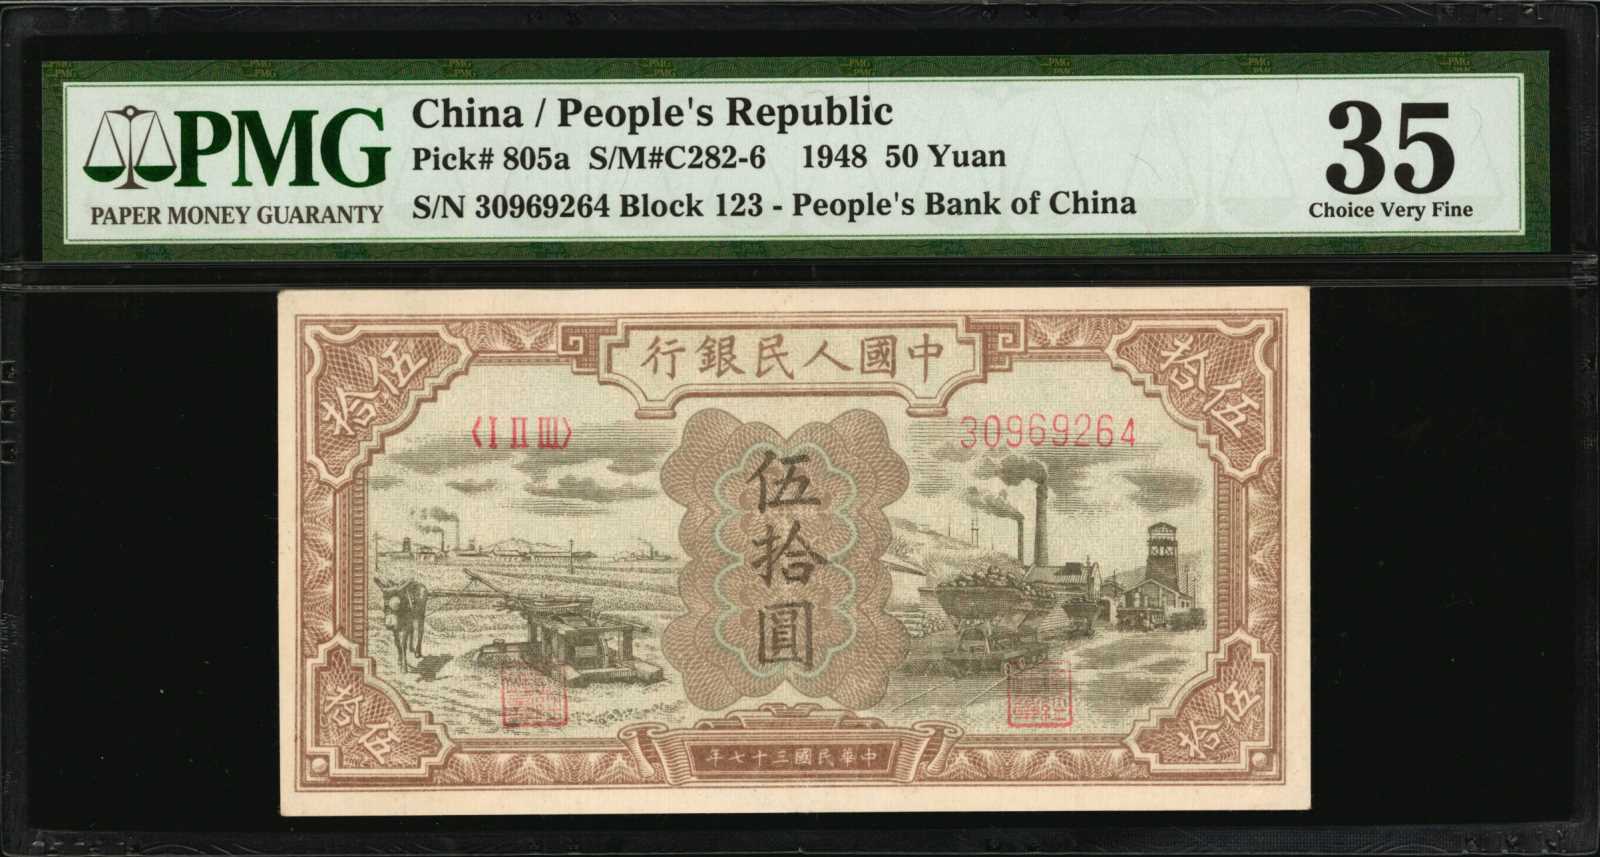 PMG
PAPER MONEY GUARANTY
China / People's Republic
Pick# 805a S/M#C282-6 1948 50 Yuan
S/N 30969264 Block 123 - People's Bank of China
35
Choice Very Fine
行銀民人國中
拾伍
拾伍
〈I II III〉
30969264
伍拾圓
拾伍
拾伍
年七十三國民華中